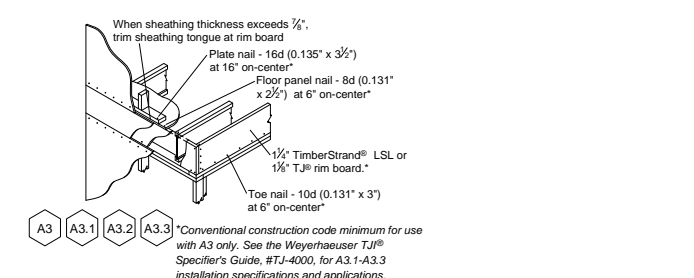 When sheathing thickness exceeds ⅞",
trim sheathing tongue at rim board
Plate nail - 16d (0.135" x 3½")
at 16" on-center*
Floor panel nail - 8d (0.131"
x 2½") at 6" on-center*
1¼" TimberStrand® LSL or
1⅛" TJ® rim board.*
Toe nail - 10d (0.131" x 3")
at 6" on-center*
A3 A3.1 A3.2 A3.3
*Conventional construction code minimum for use
with A3 only. See the Weyerhaeuser TJI®
Specifier's Guide, #TJ-4000, for A3.1-A3.3
installation specifications and applications.